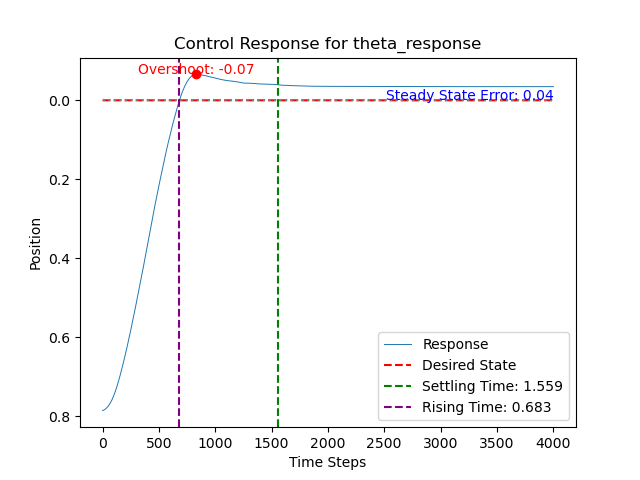 Control Response for theta_response
Overshoot: -0.07
Steady State Error: 0.04
0.0
0.2
0.4
0.6
0.8
Position
Response
Desired State
Settling Time: 1.559
Rising Time: 0.683
0 500 1000 1500 2000 2500 3000 3500 4000
Time Steps